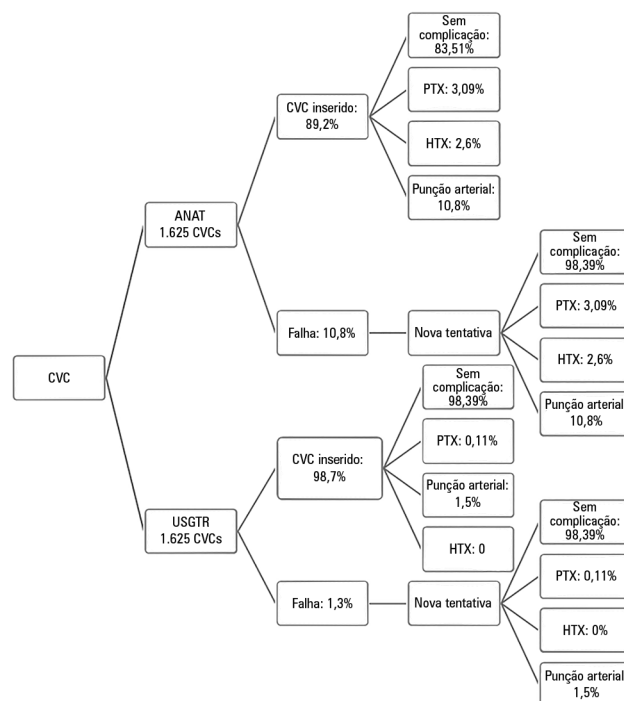 CVC
ANAT
1.625 CVCs
CVC inserido:
89,2%
Sem
complicação:
83,51%
PTX: 3,09%
HTX: 2,6%
Punção arterial:
10,8%
Falha: 10,8%
Nova tentativa
Sem
complicação:
98,39%
PTX: 3,09%
HTX: 2,6%
Punção arterial:
10,8%
USGTR
1.625 CVCs
CVC inserido:
98,7%
Sem
complicação:
98,39%
PTX: 0,11%
Punção arterial:
1,5%
HTX: 0
Falha: 1,3%
Nova tentativa
Sem
complicação:
98,39%
PTX: 0,11%
HTX: 0%
Punção arterial:
1,5%